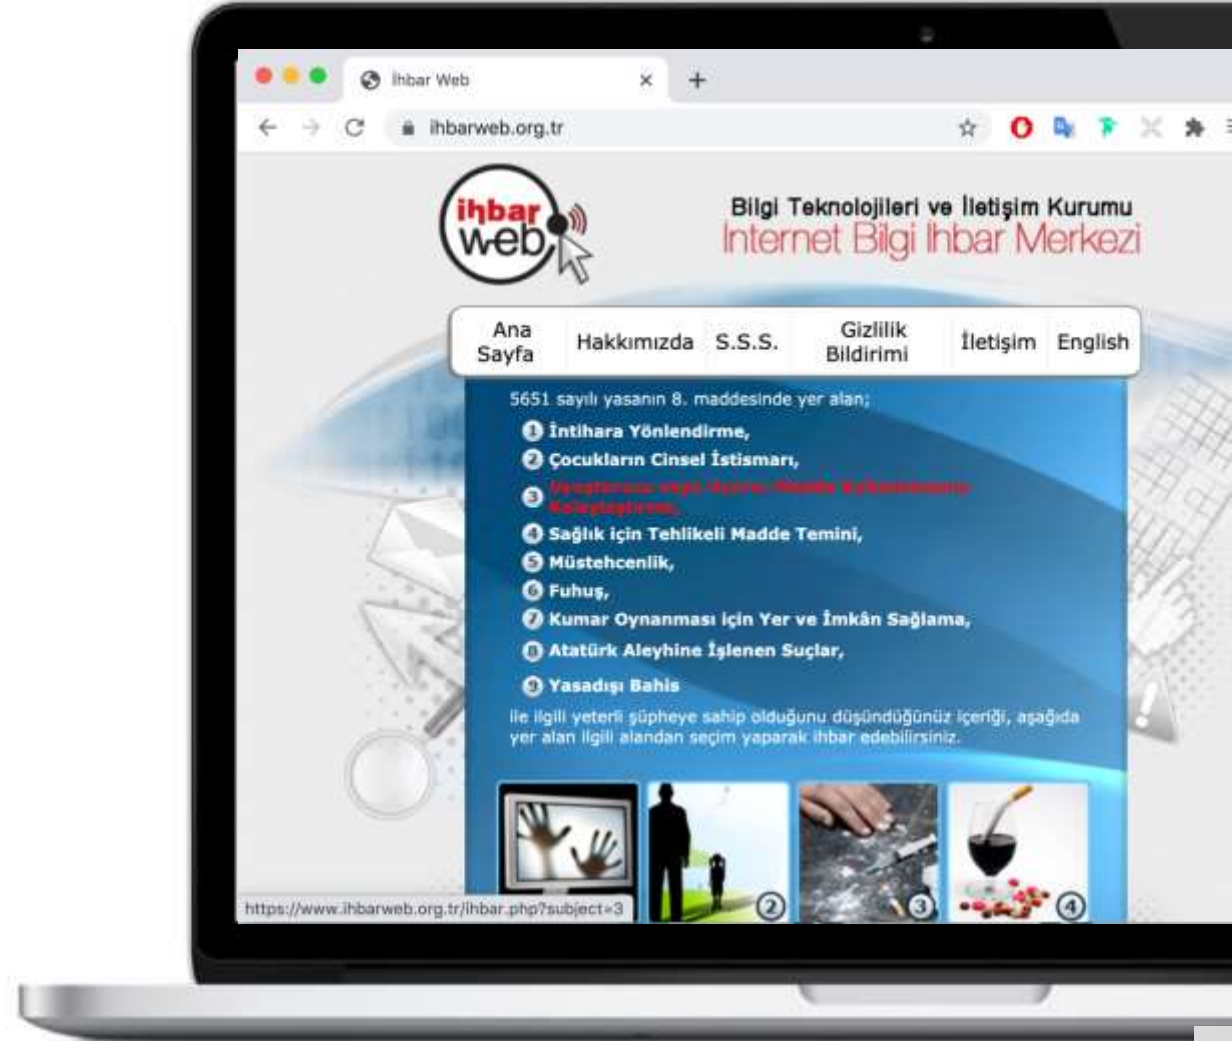 İhbar Web
ihbarweb.org.tr
ihbar
web
Bilgi Teknolojileri ve İletişim Kurumu
İnternet Bilgi İhbar Merkezi
Ana Sayfa
Hakkımızda
S.S.S.
Gizlilik Bildirimi
İletişim
English
5651 sayılı yasanın 8. maddesinde yer alan;
1 İntihara Yönlendirme,
2 Çocukların Cinsel İstismarı,
3
4 Sağlık için Tehlikeli Madde Temini,
5 Müstehcenlik,
6 Fuhuş,
7 Kumar Oynanması için Yer ve İmkân Sağlama,
8 Atatürk Aleyhine İşlenen Suçlar,
9 Yasadışı Bahis
ile ilgili yeterli şüpheye sahip olduğunu düşündüğünüz içeriği, aşağıda
yer alan ilgili alandan seçim yaparak ihbar edebilirsiniz.
2
3
4
https://www.ihbarweb.org.tr/ihbar.php?subject=3